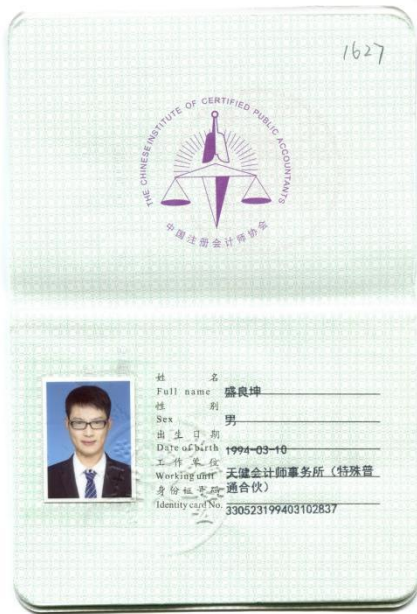 1627
THE CHINESE INSTITUTE OF CERTIFIED PUBLIC ACCOUNTANTS
中国注册会计师协会
姓 名
Full name 盛良坤
性 别
Sex 男
出生日期
Date of birth 1994-03-10
工作单位
Working unit 天健会计师事务所（特殊普
通合伙）
身份证号码
Identity card No. 330523199403102837